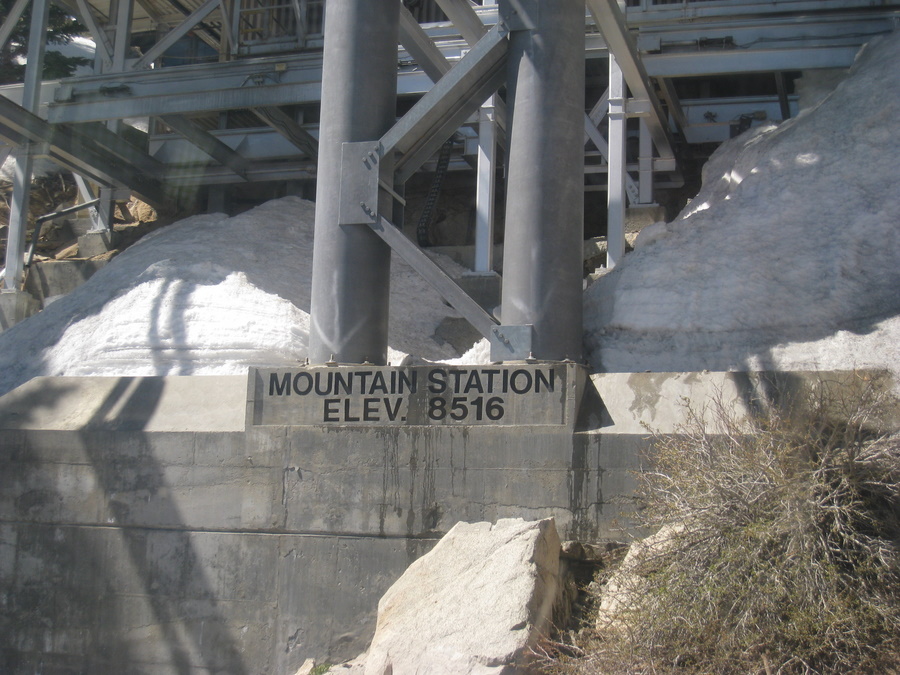 MOUNTAIN STATION
ELEV. 8516